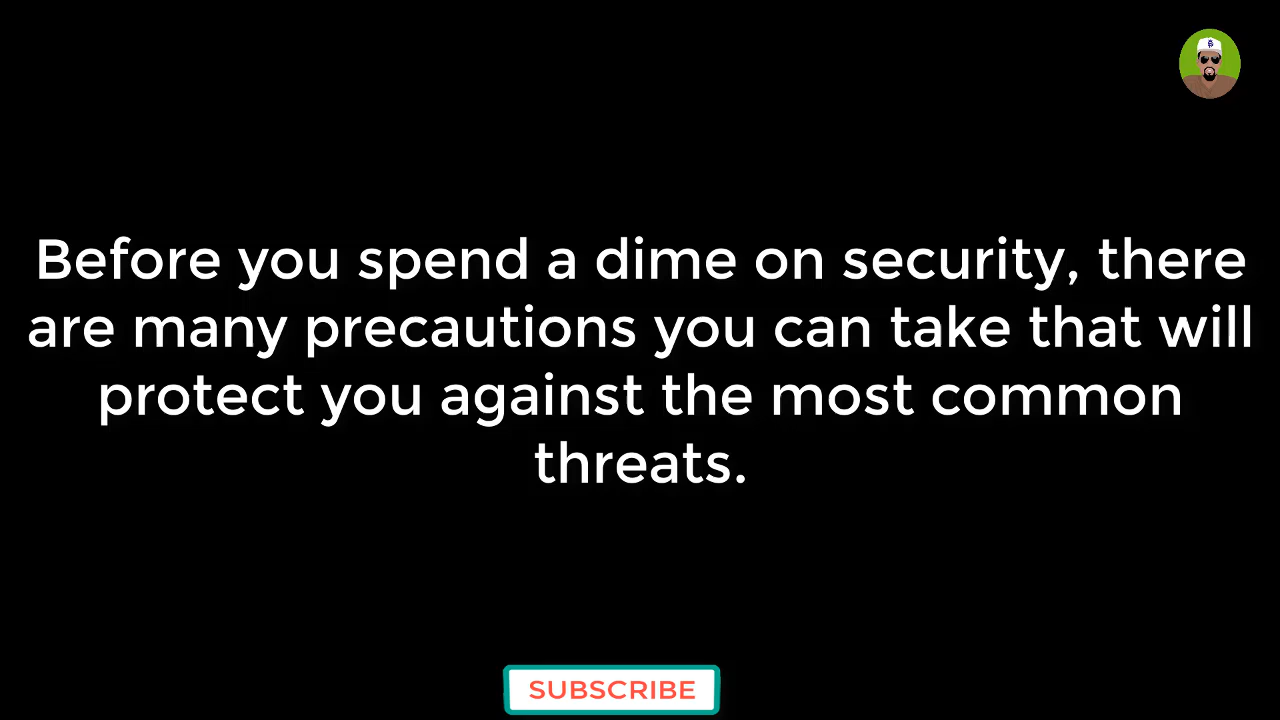 Before you spend a dime on security, there
are many precautions you can take that will
protect you against the most common
threats.
SUBSCRIBE